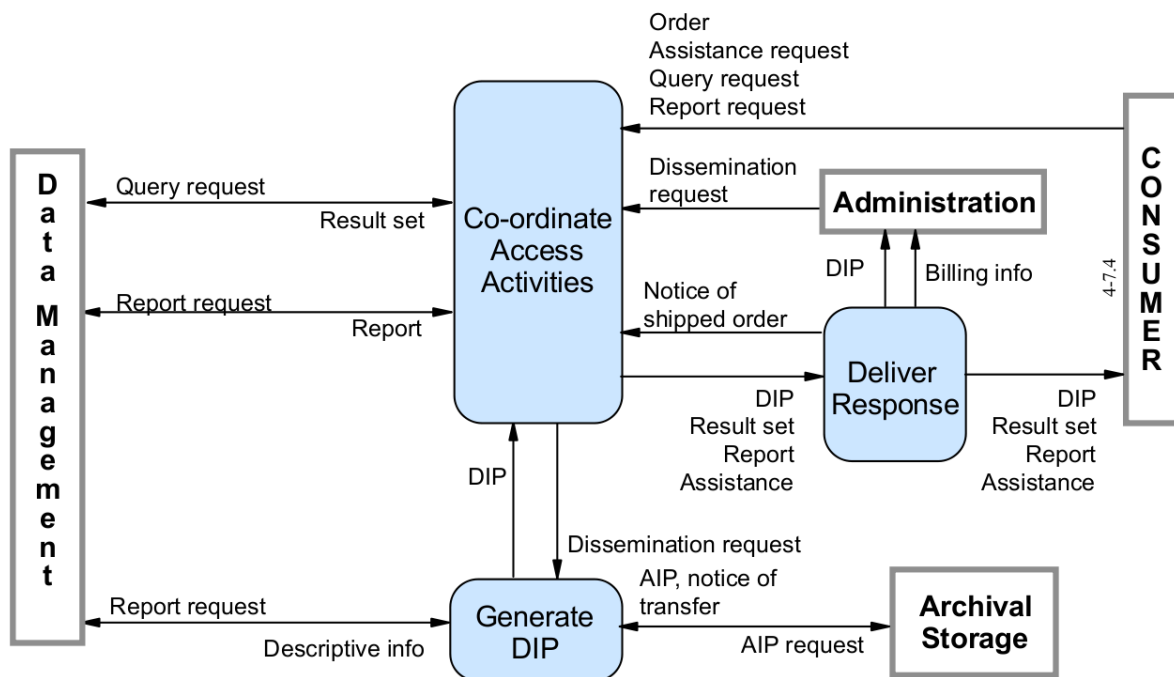 Order
Assistance request
Query request
Report request
CONSUMER
Data Management
Query request
Result set
Co-ordinate
Access
Activities
Dissemination
request
Administration
DIP
Billing info
4-7.4
Report request
Report
Notice of
shipped order
Deliver
Response
DIP
Result set
Report
Assistance
DIP
Result set
Report
Assistance
DIP
Dissemination request
Report request
Descriptive info
Generate
DIP
AIP, notice of
transfer
AIP request
Archival
Storage